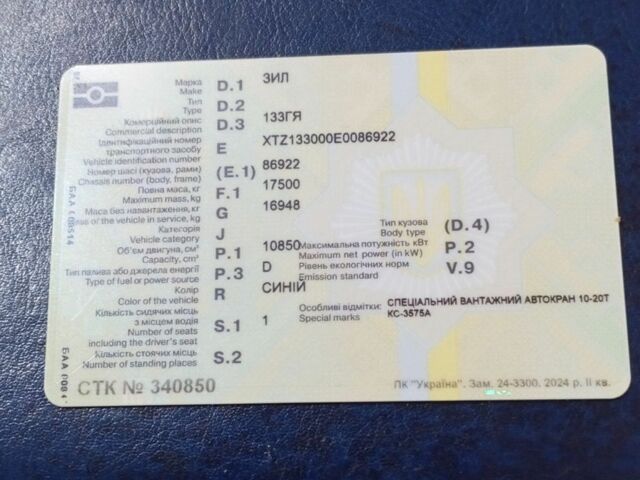 Марка D.1 ЗИЛ
Make
Тип D.2
Type
Комерційний опис D.3 133ГЯ
Commercial description
Ідентифікаційний номер E XTZ133000E0086922
транспортного засобу
Vehicle identification number
Номер шасі (кузова, рами) (E.1) 86922
Chassis number (body, frame)
Повна маса, кг F.1 17500
Maximum mass, kg
Маса без навантаження, кг G 16948
of the vehicle in service, kg
Категорія J
Vehicle category
Тип кузова (D.4)
Body type
Об'єм двигуна, см³ P.1 10850 Максимальна потужність кВт P.2
Capacity, cm³ Maximum net power (in kW)
Тип палива або джерела енергії P.3 D Рівень екологічних норм V.9
Type of fuel or power source Emission standard
Колір R СИНІЙ
Color of the vehicle
Особливі відмітки: СПЕЦІАЛЬНИЙ ВАНТАЖНИЙ АВТОКРАН 10-20Т
Special marks КС-3575А
Кількість сидячих місць S.1 1
з місцем водія
Number of seats
including the driver's seat
Кількість стоячих місць S.2
Number of standing places
СТК № 340850
ПК "Україна". Зам. 24-3300. 2024 р. II кв.